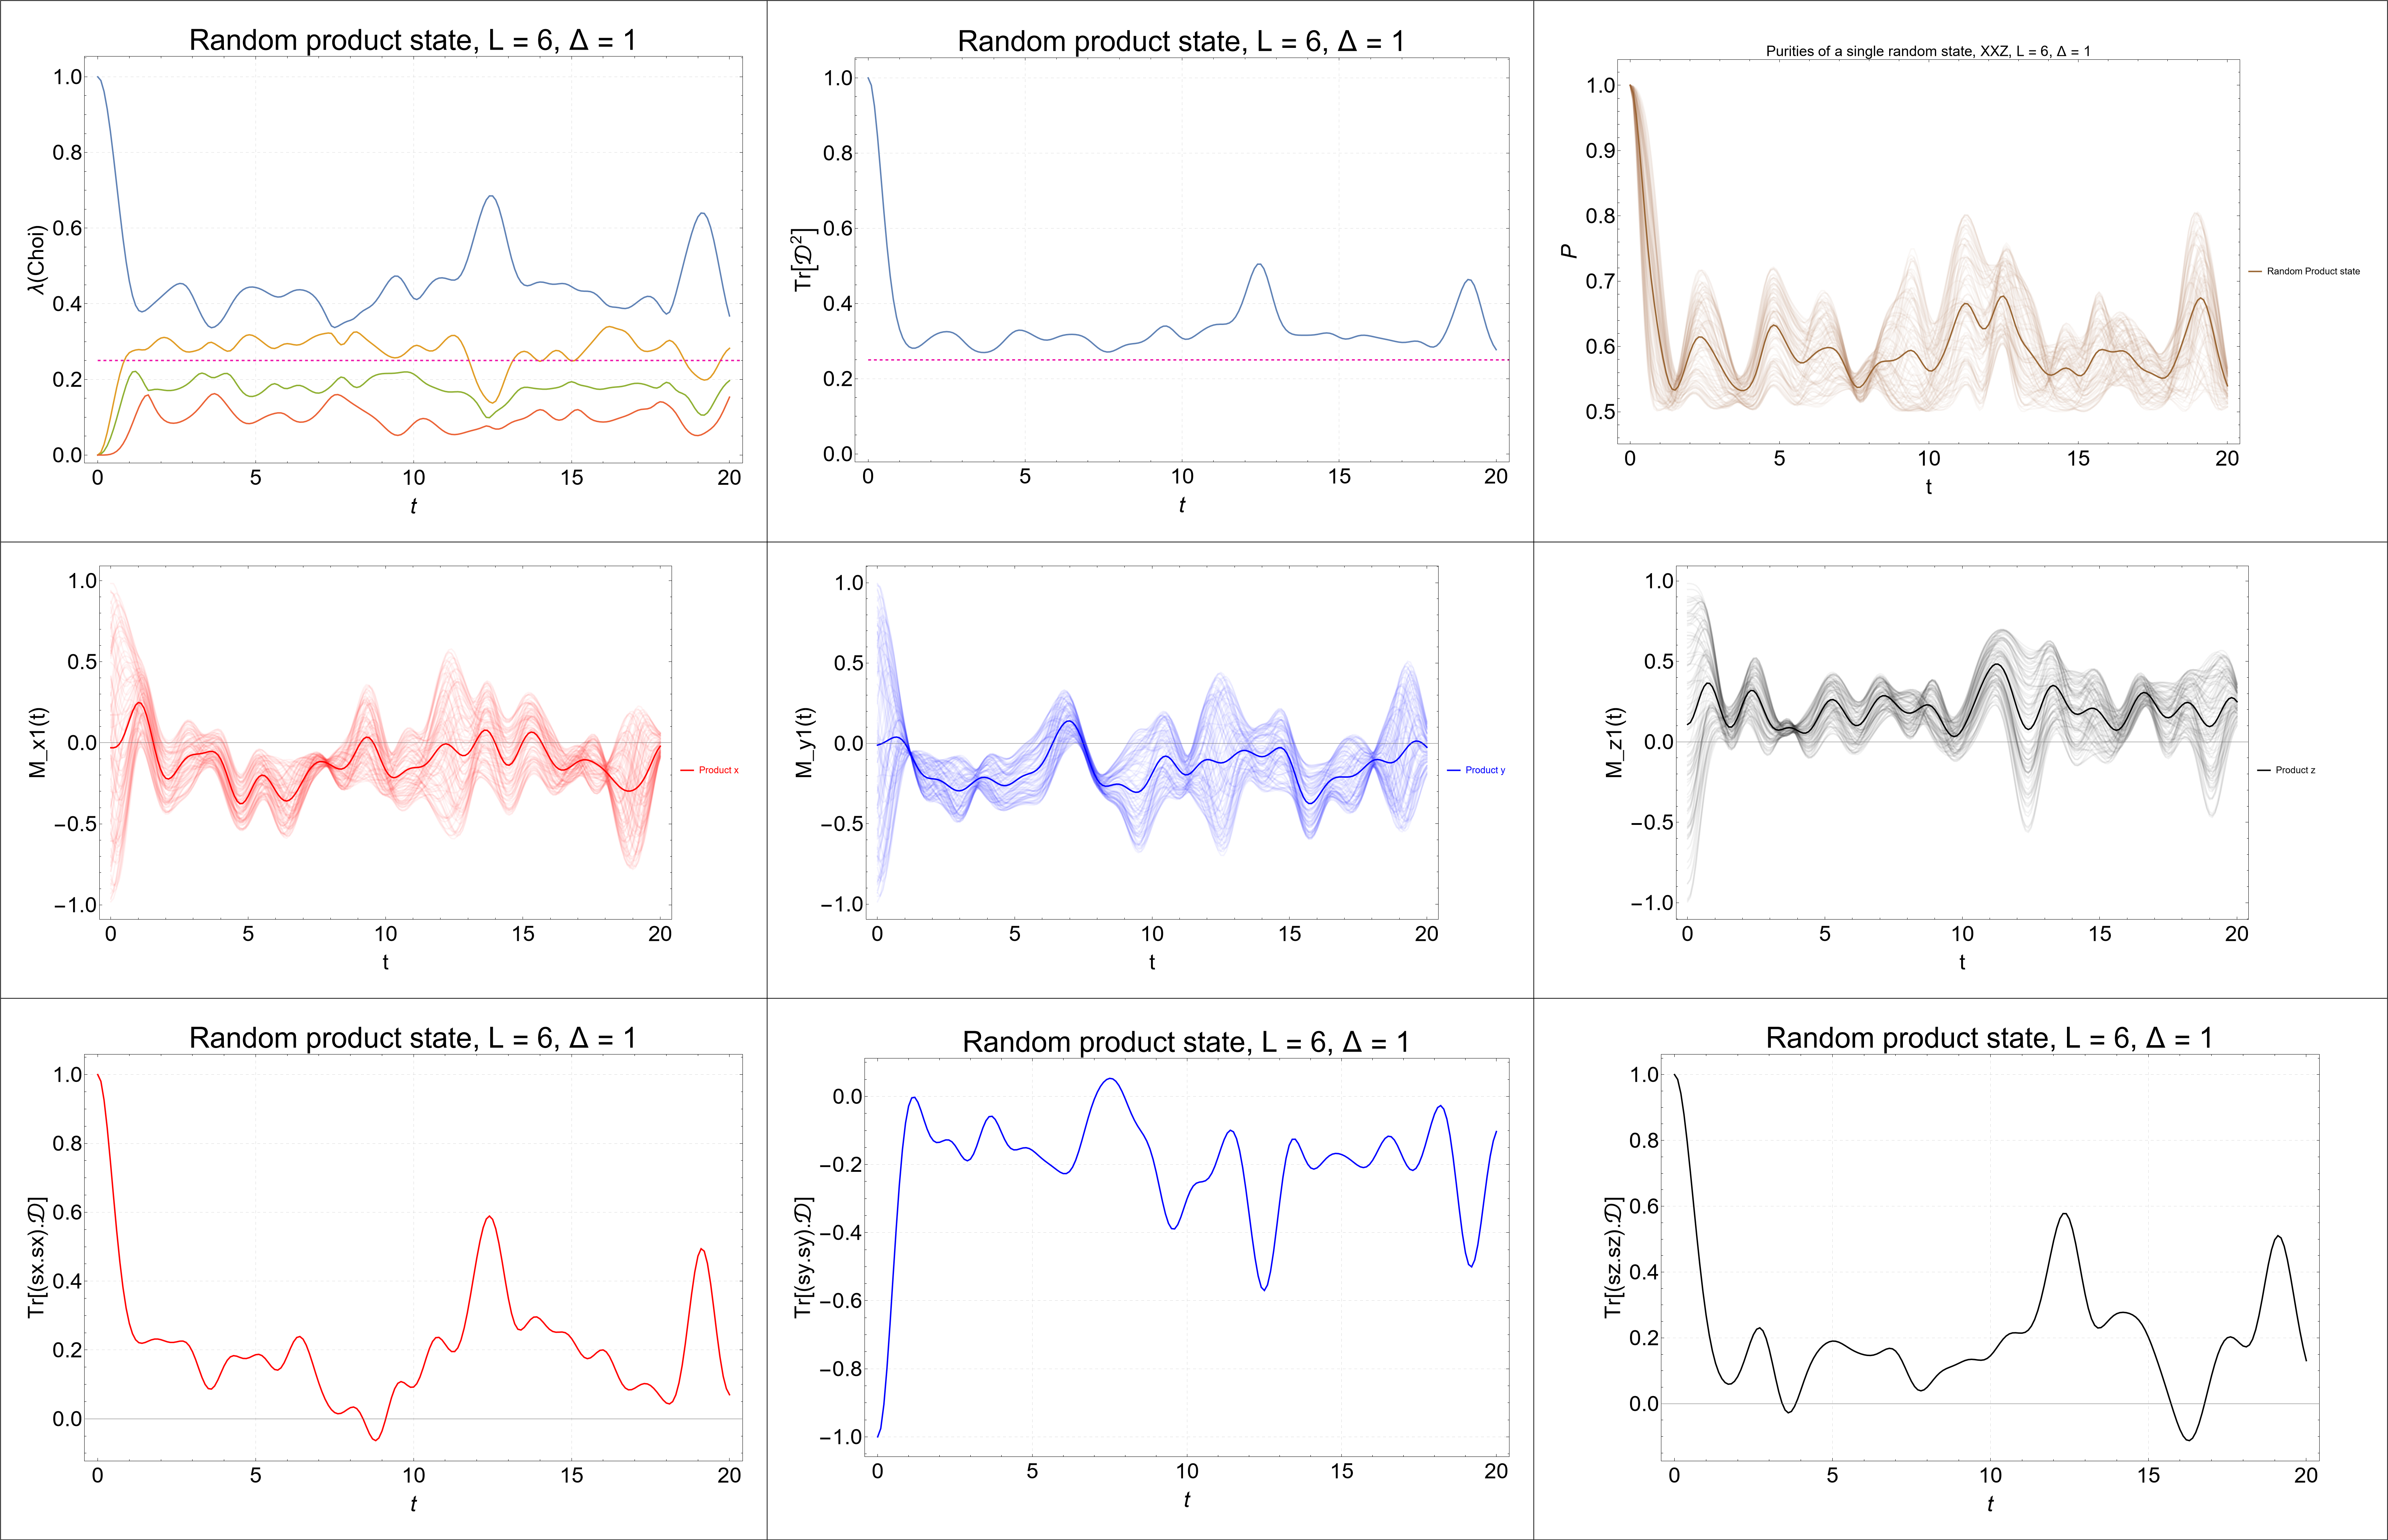 Random product state, L = 6, Δ = 1
λ(Choi)
1.0
0.8
0.6
0.4
0.2
0.0
0 5 10 15 20
t
Random product state, L = 6, Δ = 1
Tr[𝒟²]
1.0
0.8
0.6
0.4
0.2
0.0
0 5 10 15 20
t
Purities of a single random state, XXZ, L = 6, Δ = 1
P
1.0
0.9
0.8
0.7
0.6
0.5
0 5 10 15 20
t
Random Product state
M_x1(t)
1.0
0.5
0.0
−0.5
−1.0
0 5 10 15 20
t
Product x
M_y1(t)
1.0
0.5
0.0
−0.5
−1.0
0 5 10 15 20
t
Product y
M_z1(t)
1.0
0.5
0.0
−0.5
−1.0
0 5 10 15 20
t
Product z
Random product state, L = 6, Δ = 1
Tr[(sx.sx).𝒟]
1.0
0.8
0.6
0.4
0.2
0.0
0 5 10 15 20
t
Random product state, L = 6, Δ = 1
Tr[(sy.sy).𝒟]
0.0
−0.2
−0.4
−0.6
−0.8
−1.0
0 5 10 15 20
t
Random product state, L = 6, Δ = 1
Tr[(sz.sz).𝒟]
1.0
0.8
0.6
0.4
0.2
0.0
0 5 10 15 20
t